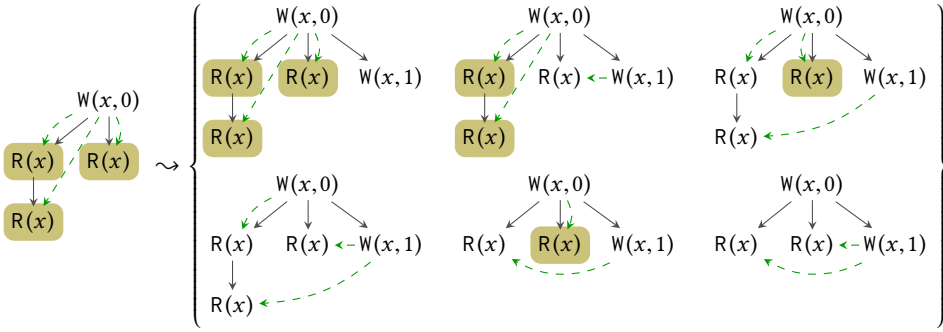 W(x,0) W(x,0) W(x,0)
R(x) R(x) W(x,1) R(x) R(x) W(x,1) R(x) R(x) W(x,1)
W(x,0)
R(x) R(x) R(x)
R(x) R(x) ⤳
W(x,0) W(x,0) W(x,0)
R(x)
R(x) R(x) W(x,1) R(x) R(x) W(x,1) R(x) R(x) W(x,1)
R(x)